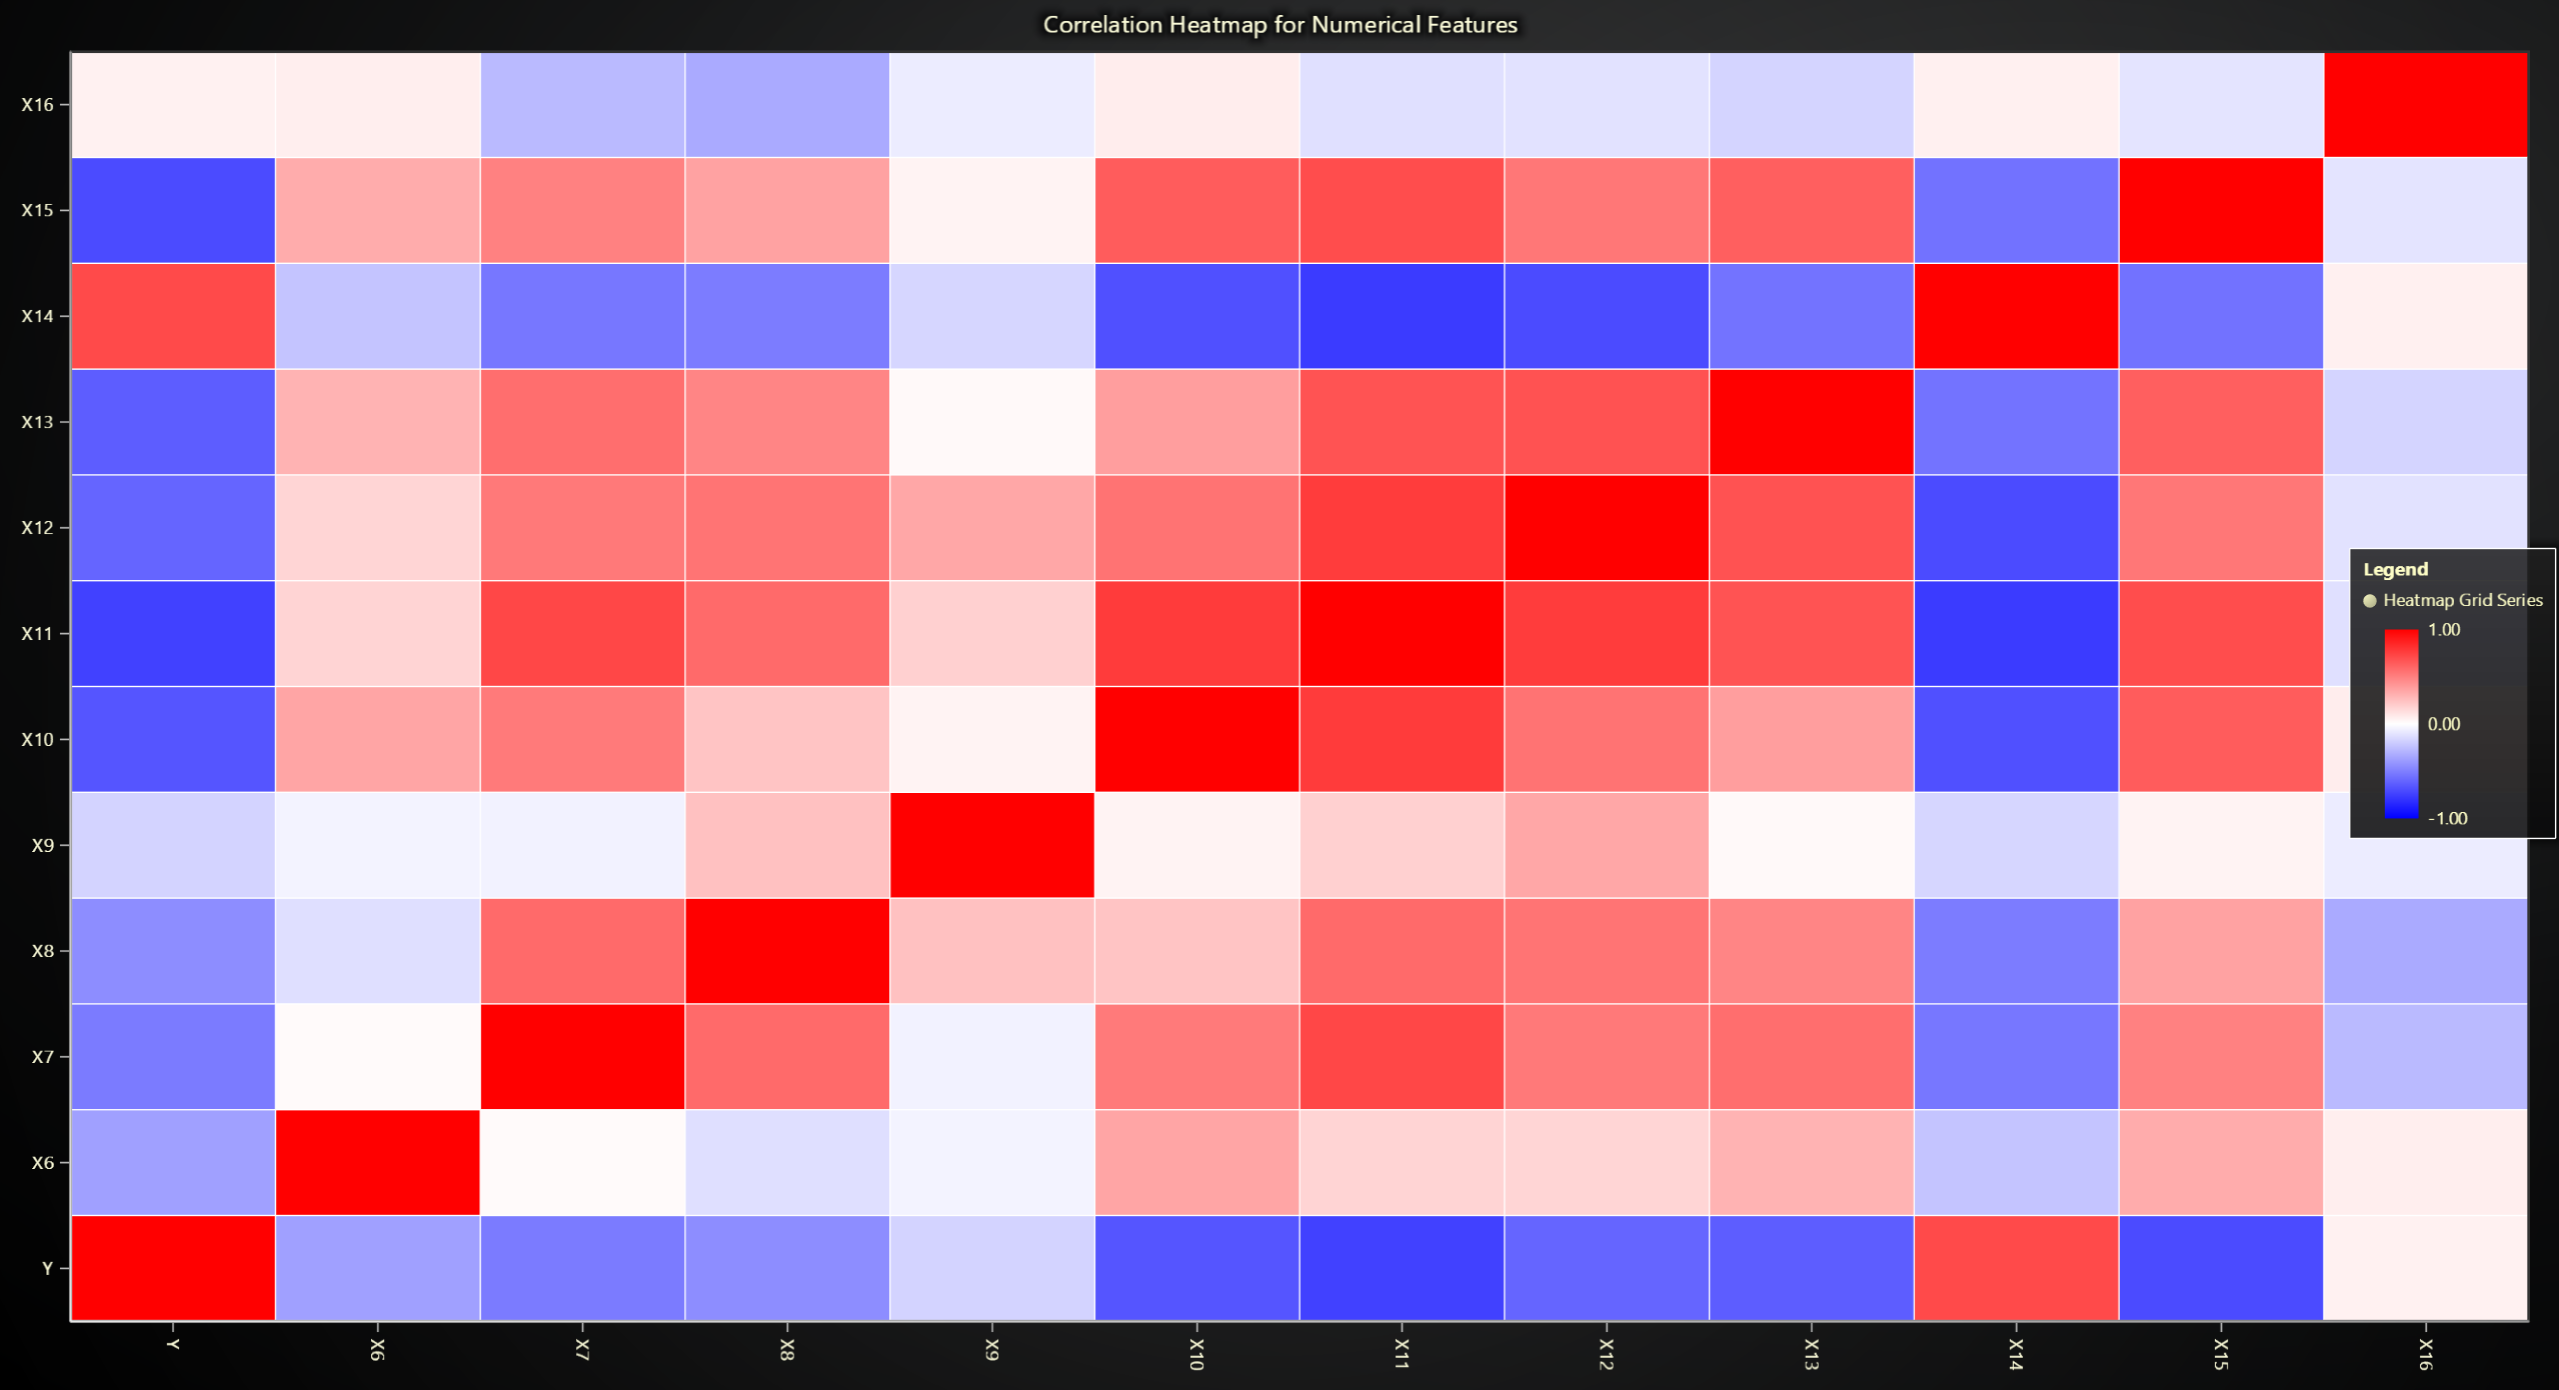 Correlation Heatmap for Numerical Features
X16
X15
X14
X13
X12
X11
X10
X9
X8
X7
X6
Y
Legend
Heatmap Grid Series
1.00
0.00
-1.00
Y
X6
X7
X8
X9
X10
X11
X12
X13
X14
X15
X16